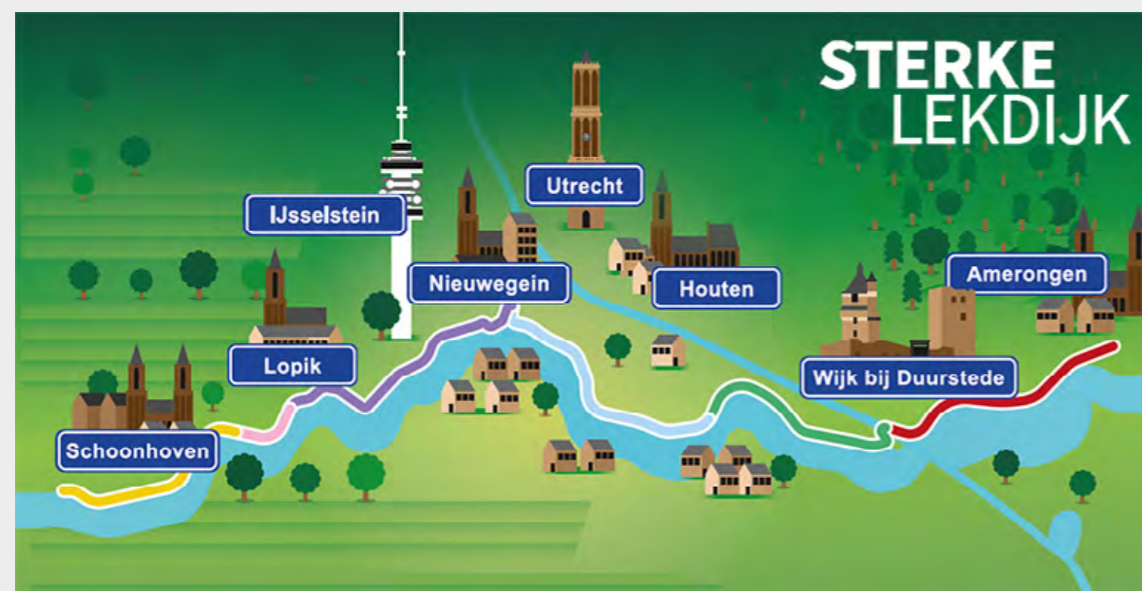 STERKE
LEKDIJK
Utrecht
IJsselstein
Nieuwegein
Houten
Amerongen
Lopik
Wijk bij Duurstede
Schoonhoven